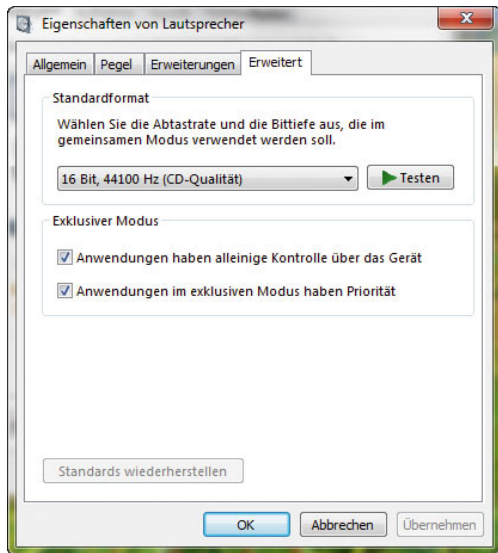 Eigenschaften von Lautsprecher
Allgemein Pegel Erweiterungen Erweitert
Standardformat
Wählen Sie die Abtastrate und die Bittiefe aus, die im
gemeinsamen Modus verwendet werden soll.
16 Bit, 44100 Hz (CD-Qualität) Testen
Exklusiver Modus
Anwendungen haben alleinige Kontrolle über das Gerät
Anwendungen im exklusiven Modus haben Priorität
Standards wiederherstellen
OK Abbrechen Übernehmen